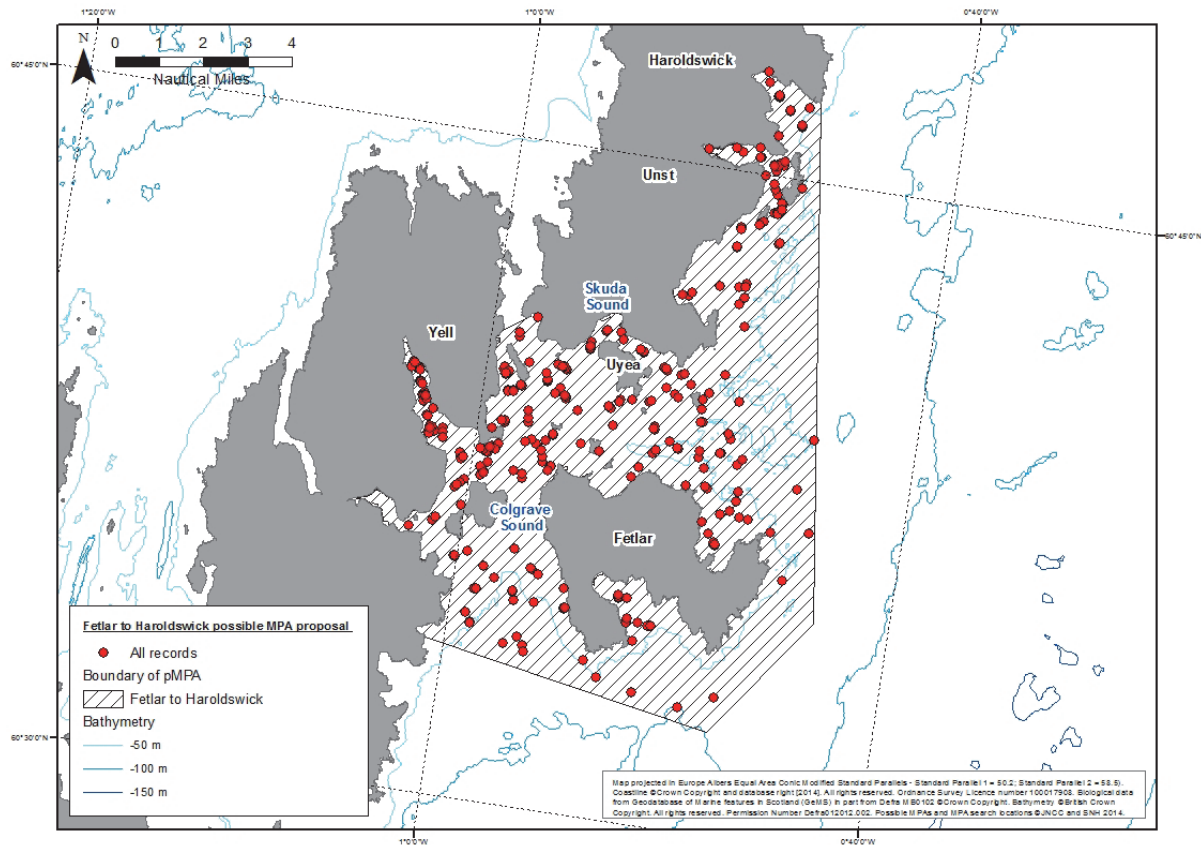 1°20'0"W
1°0'0"W
0°40'0"W
N
0 1 2 3 4
Nautical Miles
60°45'0"N
Haroldswick
Unst
60°45'0"N
Skuda
Sound
Yell
Uyea
Colgrave
Sound
Fetlar
Fetlar to Haroldswick possible MPA proposal
All records
Boundary of pMPA
Fetlar to Haroldswick
Bathymetry
-50 m
-100 m
-150 m
60°30'0"N
Map projected in Europe Albers Equal Area Conic Modified Standard Parallels - Standard Parallel 1 = 50.2; Standard Parallel 2 = 58.5).
Coastline ©Crown Copyright and database right [2014]. All rights reserved. Ordnance Survey Licence number 100017908. Biological data
from Geodatabase of Marine features in Scotland (GeMS) in part from Defra MB0102 ©Crown Copyright. Bathymetry ©British Crown
Copyright. All rights reserved. Permission Number Defra012012.002. Possible MPAs and MPA search locations ©JNCC and SNH 2014.
1°0'0"W
0°40'0"W